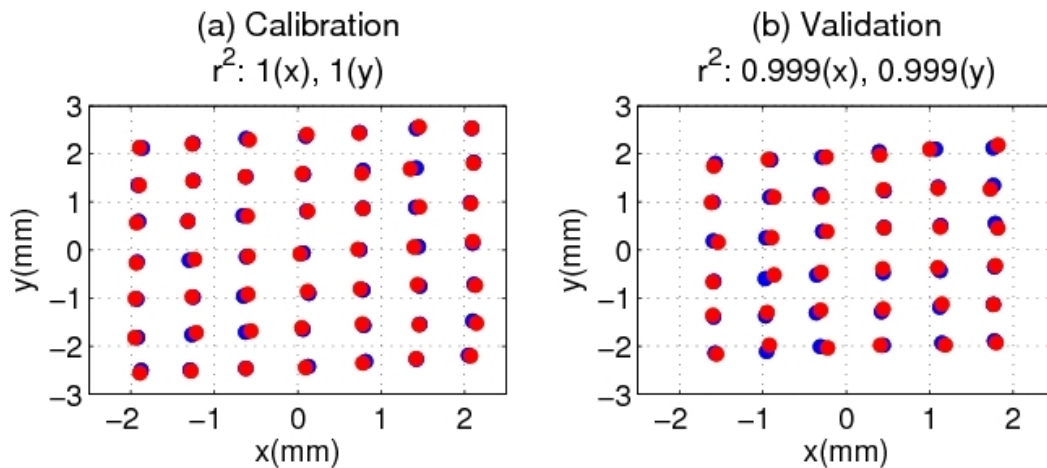 (a) Calibration
r²: 1(x), 1(y)
3
2
1
0
−1
−2
−3
y(mm)
−2 −1 0 1 2
x(mm)
(b) Validation
r²: 0.999(x), 0.999(y)
3
2
1
0
−1
−2
−3
y(mm)
−2 −1 0 1 2
x(mm)